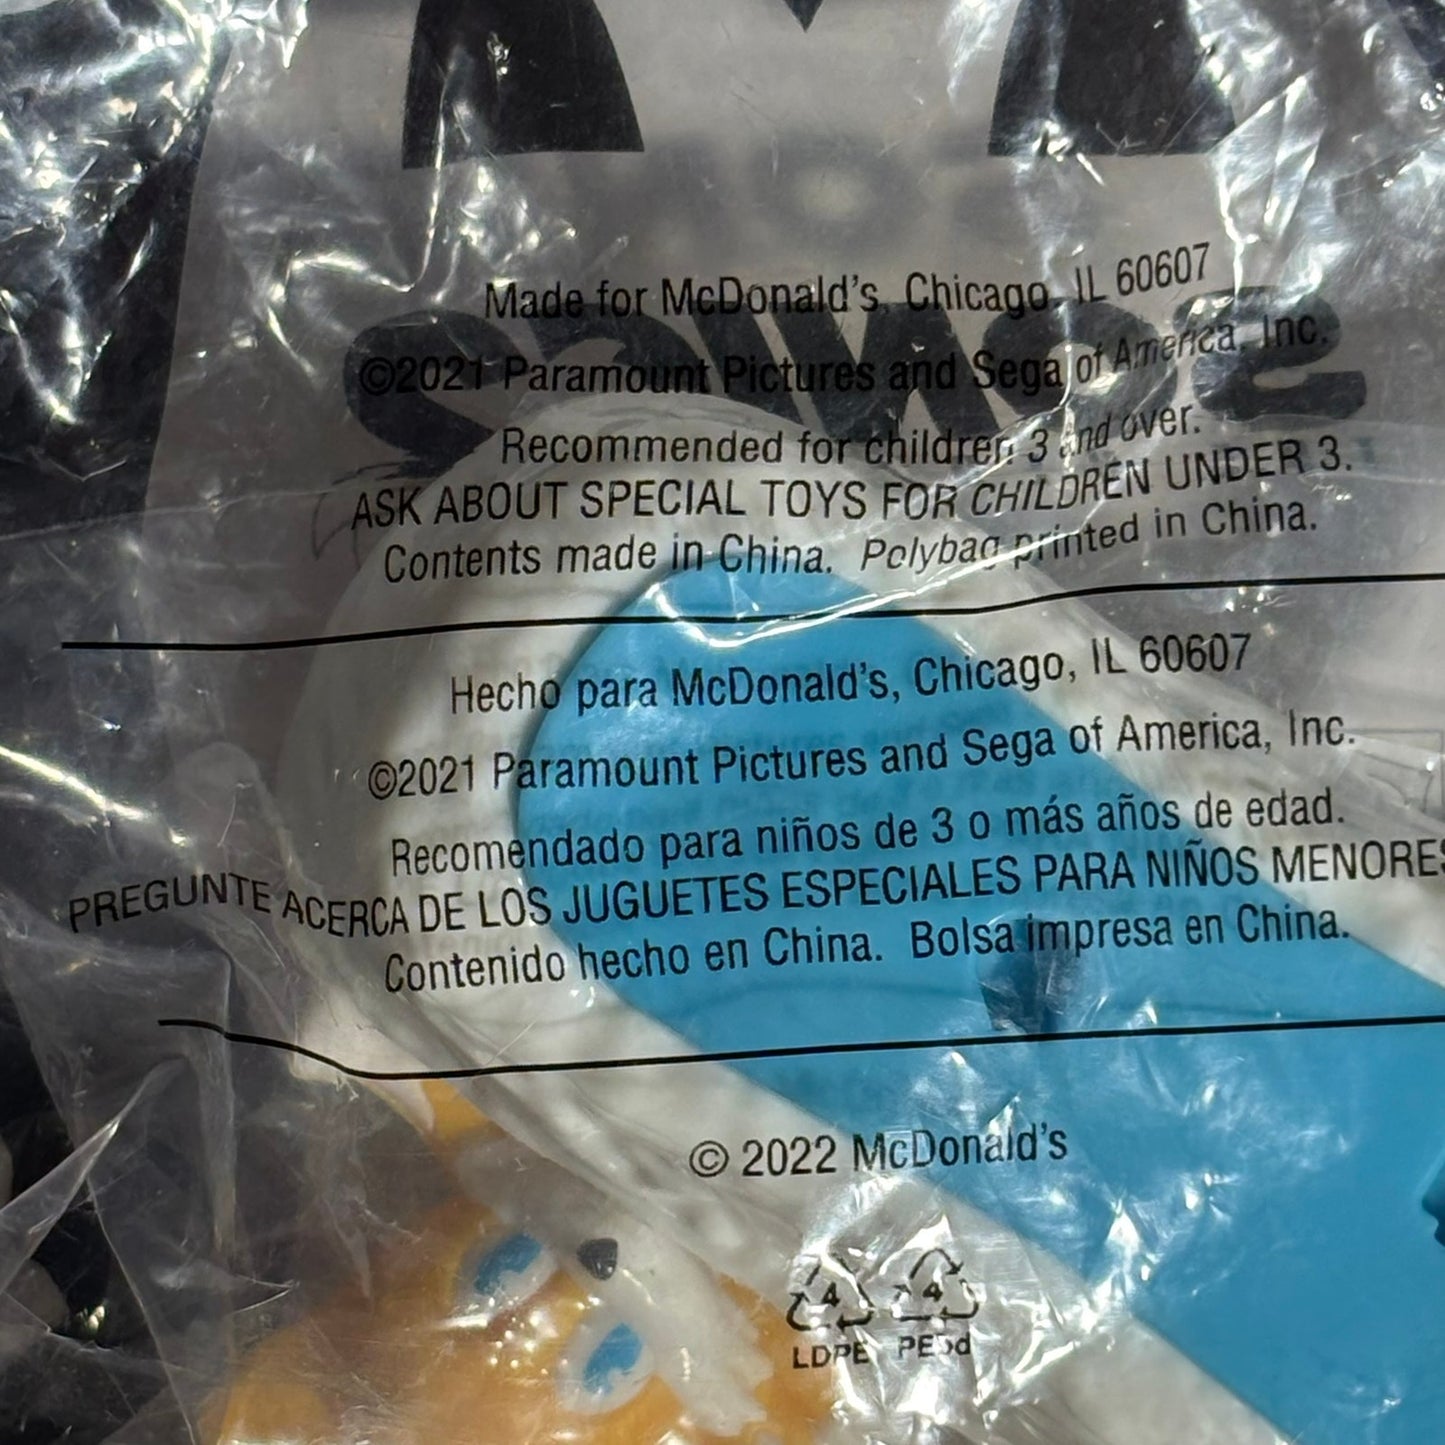 Made for McDonald's, Chicago, IL 60607
©2021 Paramount Pictures and Sega of America, Inc.
Recommended for children 3 and over.
ASK ABOUT SPECIAL TOYS FOR CHILDREN UNDER 3.
Contents made in China. Polybag printed in China.
Hecho para McDonald's, Chicago, IL 60607
©2021 Paramount Pictures and Sega of America, Inc.
Recomendado para niños de 3 o más años de edad.
PREGUNTE ACERCA DE LOS JUGUETES ESPECIALES PARA NIÑOS MENORES
Contenido hecho en China. Bolsa impresa en China.
© 2022 McDonald's
4 4
LDPE PEbd
SONIC2